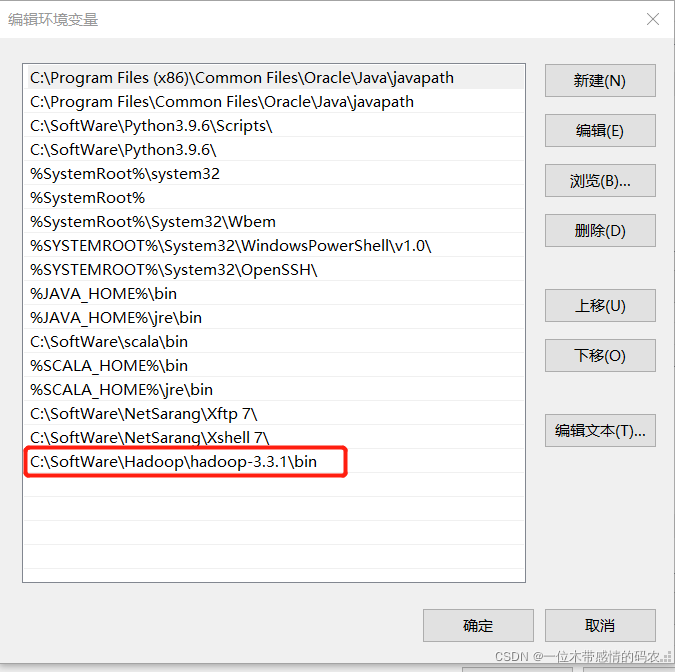 编辑环境变量
C:\Program Files (x86)\Common Files\Oracle\Java\javapath
C:\Program Files\Common Files\Oracle\Java\javapath
C:\SoftWare\Python3.9.6\Scripts\
C:\SoftWare\Python3.9.6\
%SystemRoot%\system32
%SystemRoot%
%SystemRoot%\System32\Wbem
%SYSTEMROOT%\System32\WindowsPowerShell\v1.0\
%SYSTEMROOT%\System32\OpenSSH\
%JAVA_HOME%\bin
%JAVA_HOME%\jre\bin
C:\SoftWare\scala\bin
%SCALA_HOME%\bin
%SCALA_HOME%\jre\bin
C:\SoftWare\NetSarang\Xftp 7\
C:\SoftWare\NetSarang\Xshell 7\
C:\SoftWare\Hadoop\hadoop-3.3.1\bin
新建(N)
编辑(E)
浏览(B)...
删除(D)
上移(U)
下移(O)
编辑文本(T)...
确定
取消
CSDN @一位木带感情的码农